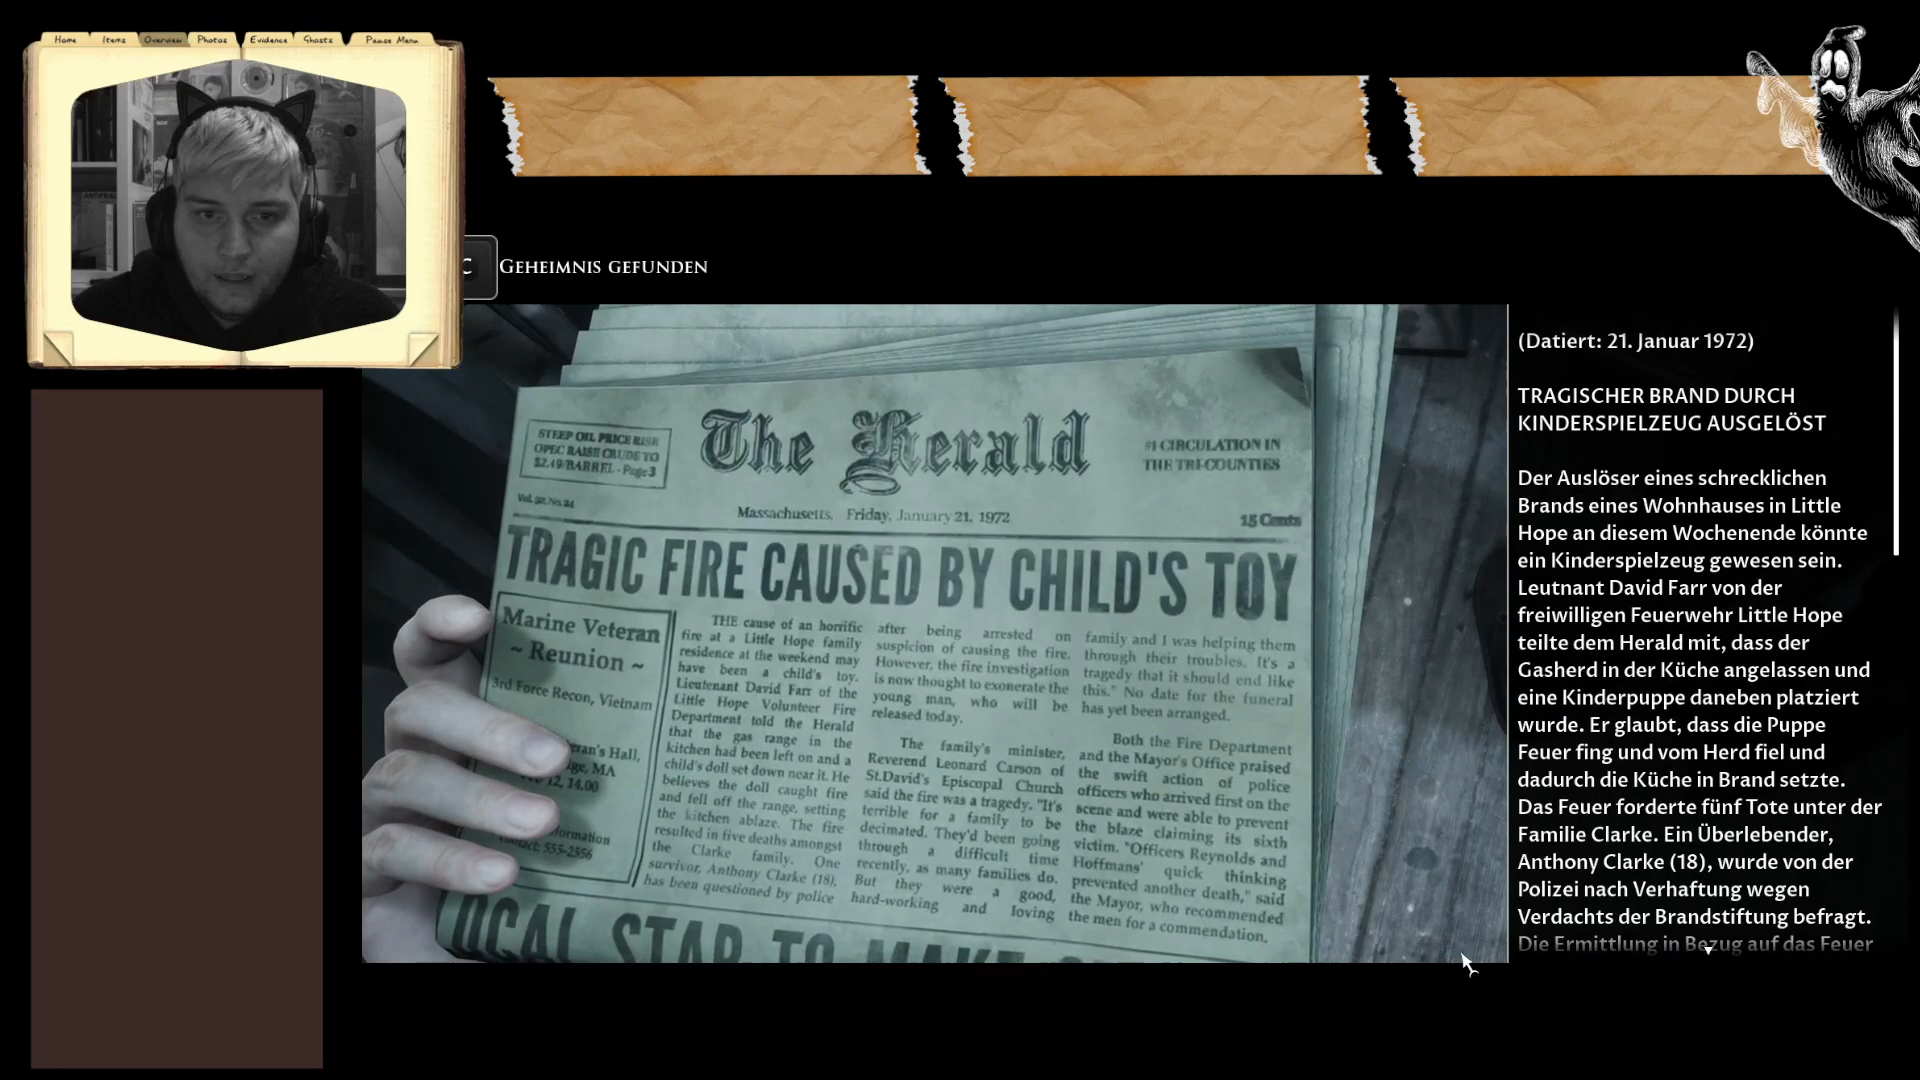 Home Items Overview Photos Evidence Ghosts Pause Menu
C GEHEIMNIS GEFUNDEN
STEEP OIL PRICE RISE
OPEC RAISE CRUDE TO
$2.49/BARREL - Page 3
The Herald
#1 CIRCULATION IN
THE TRI-COUNTIES
Massachusetts, Friday, January 21, 1972
15 Cents
TRAGIC FIRE CAUSED BY CHILD'S TOY
Marine Veteran
~ Reunion ~
3rd Force Recon, Vietnam
Hall,
MA
12, 14.00
555-2556
THE cause of an horrific
fire at a Little Hope family
residence at the weekend may
have been a child's toy.
Lieutenant David Farr of the
Little Hope Volunteer Fire
Department told the Herald
that the gas range in the
kitchen had been left on and a
child's doll set down near it. He
believes the doll caught fire
and fell off the range, setting
the kitchen ablaze. The fire
resulted in five deaths amongst
the Clarke family. One
survivor, Anthony Clarke (18),
has been questioned by police
after being arrested on
suspicion of causing the fire.
However, the fire investigation
is now thought to exonerate the
young man, who will be
released today.
The family's minister,
Reverend Leonard Carson of
St.David's Episcopal Church
said the fire was a tragedy. "It's
terrible for a family to be
decimated. They'd been going
through a difficult time
recently, as many families do.
But they were a good,
hard-working and loving
family and I was helping them
through their troubles. It's a
tragedy that it should end like
this." No date for the funeral
has yet been arranged.
Both the Fire Department
and the Mayor's Office praised
the swift action of police
officers who arrived first on the
scene and were able to prevent
the blaze claiming its sixth
victim. "Officers Reynolds and
Hoffmans' quick thinking
prevented another death," said
the Mayor, who recommended
the men for a commendation.
STAR TO MAKE
(Datiert: 21. Januar 1972)
TRAGISCHER BRAND DURCH
KINDERSPIELZEUG AUSGELÖST
Der Auslöser eines schrecklichen
Brands eines Wohnhauses in Little
Hope an diesem Wochenende könnte
ein Kinderspielzeug gewesen sein.
Leutnant David Farr von der
freiwilligen Feuerwehr Little Hope
teilte dem Herald mit, dass der
Gasherd in der Küche angelassen und
eine Kinderpuppe daneben platziert
wurde. Er glaubt, dass die Puppe
Feuer fing und vom Herd fiel und
dadurch die Küche in Brand setzte.
Das Feuer forderte fünf Tote unter der
Familie Clarke. Ein Überlebender,
Anthony Clarke (18), wurde von der
Polizei nach Verhaftung wegen
Verdachts der Brandstiftung befragt.
Die Ermittlung in Bezug auf das Feuer